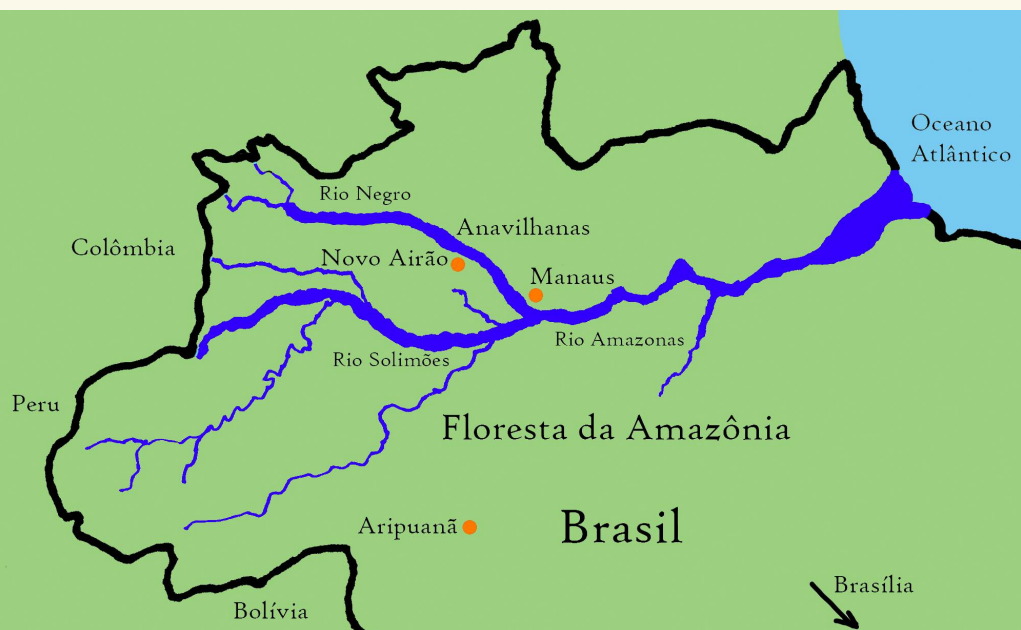 Oceano
Atlântico
Rio Negro
Anavilhanas
Colômbia
Novo Airão
Manaus
Rio Amazonas
Rio Solimões
Peru
Floresta da Amazônia
Aripuanã
Brasil
Brasília
Bolívia